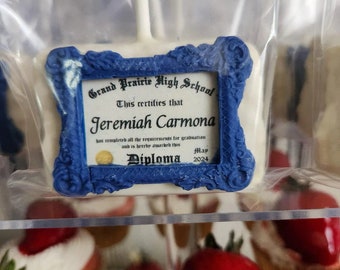 Grand Prairie High School
This certifies that
Jeremiah Carmona
has completed all the requirements for graduation
and is hereby awarded this
Diploma
May
2024